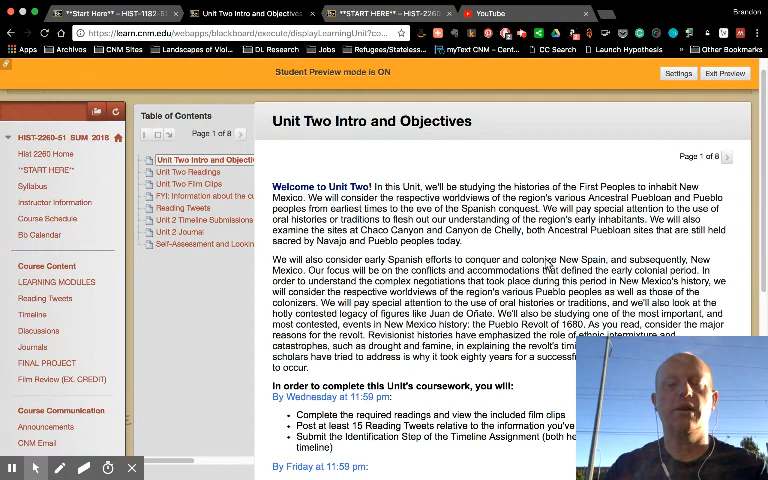 **Start Here** – HIST-1182-51
Unit Two Intro and Objectives
**START HERE** – HIST-2260
YouTube
Brandon
https://learn.cnm.edu/webapps/blackboard/execute/displayLearningUnit?co...
Apps
Archivos
CNM Sites
Landscapes of Viol...
DL Research
Jobs
Refugees/Stateless...
myText CNM – Cent...
CC Search
Launch Hypothesis
Other Bookmarks
Student Preview mode is ON
Settings
Exit Preview
HIST-2260-51 SUM 2018
Hist 2260 Home
**START HERE**
Syllabus
Instructor Information
Course Schedule
Bb Calendar
Course Content
LEARNING MODULES
Reading Tweets
Timeline
Discussions
Journals
FINAL PROJECT
Film Review (EX. CREDIT)
Course Communication
Announcements
CNM Email
Table of Contents
Page 1 of 8
Unit Two Intro and Objecti
Unit Two Readings
Unit Two Film Clips
FYI: Information about the cu
Reading Tweets
Unit 2 Timeline Submissions
Unit 2 Journal
Self-Assessment and Lookin
Unit Two Intro and Objectives
Page 1 of 8
Welcome to Unit Two! In this Unit, we'll be studying the histories of the First Peoples to inhabit New
Mexico. We will consider the respective worldviews of the region's various Ancestral Puebloan and Pueblo
peoples from earliest times to the eve of the Spanish conquest. We will pay special attention to the use of
oral histories or traditions to flesh out our understanding of the region's early inhabitants. We will also
examine the sites at Chaco Canyon and Canyon de Chelly, both Ancestral Puebloan sites that are still held
sacred by Navajo and Pueblo peoples today.
We will also consider early Spanish efforts to conquer and colonize New Spain, and subsequently, New
Mexico. Our focus will be on the conflicts and accommodations that defined the early colonial period. In
order to understand the complex negotiations that took place during this period in New Mexico's history, we
will consider the respective worldviews of the region's various Pueblo peoples as well as those of the
colonizers. We will pay special attention to the use of oral histories or traditions, and we'll also look at the
hotly contested legacy of figures like Juan de Oñate. We'll also be studying one of the most important, and
most contested, events in New Mexico history: the Pueblo Revolt of 1680. As you read, consider the major
reasons for the revolt. Revisionist histories have emphasized the role of ethnic intermixture and
catastrophes, such as drought and famine, in explaining the revolt's
scholars have tried to address is why it took eighty years for a successf
to occur.
In order to complete this Unit's coursework, you will:
By Wednesday at 11:59 pm:
Complete the required readings and view the included film clips
Post at least 15 Reading Tweets relative to the information you've
Submit the Identification Step of the Timeline Assignment (both he
timeline)
By Friday at 11:59 pm: